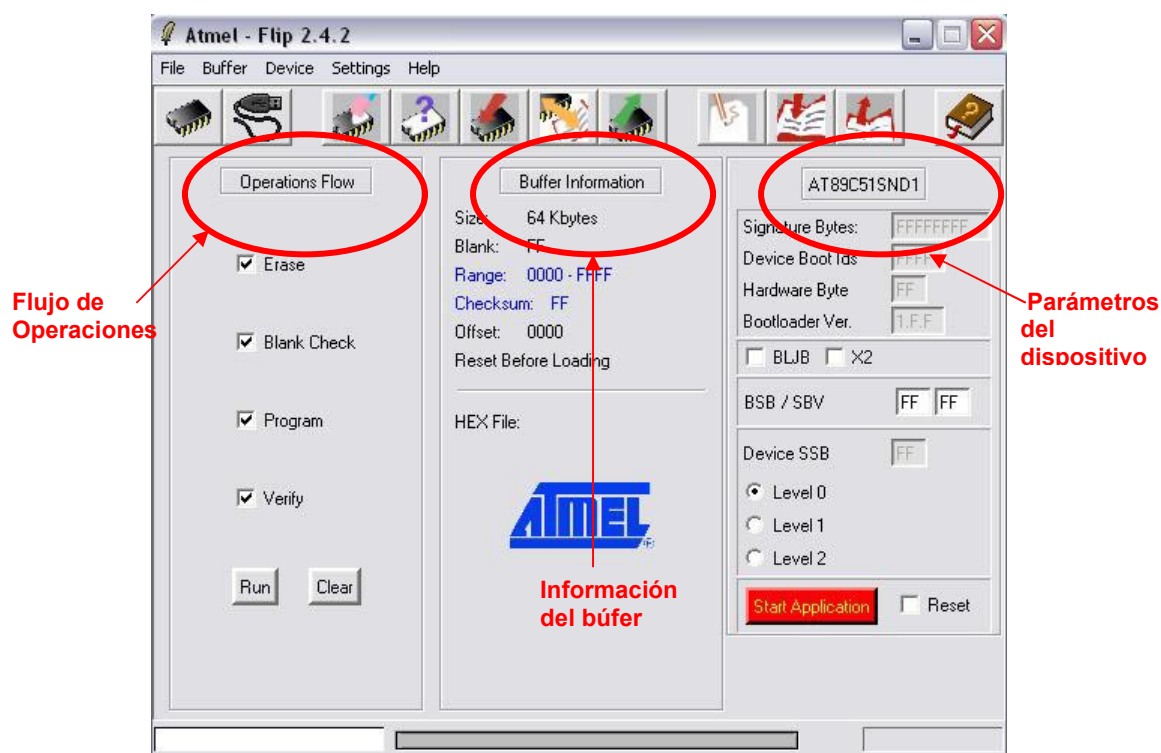 Atmel - Flip 2.4.2
File Buffer Device Settings Help
Operations Flow
Erase
Blank Check
Program
Verify
Run Clear
Flujo de
Operaciones
Buffer Information
Size: 64 Kbytes
Blank: FF
Range: 0000 - FFFF
Checksum: FF
Offset: 0000
Reset Before Loading
HEX File:
ATMEL ®
Información
del búfer
AT89C51SND1
Signature Bytes: FFFFFFFF
Device Boot Ids FFFF
Hardware Byte FF
Bootloader Ver. 1.F.F
BLJB X2
BSB / SBV FF FF
Device SSB FF
Level 0
Level 1
Level 2
Start Application Reset
Parámetros
del
dispositivo